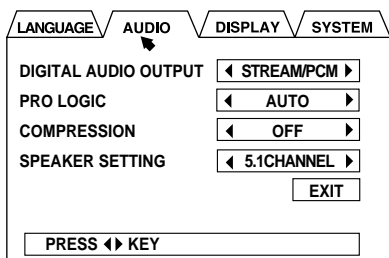 LANGUAGE AUDIO DISPLAY SYSTEM
DIGITAL AUDIO OUTPUT ◀ STREAM/PCM ▶
PRO LOGIC ◀ AUTO ▶
COMPRESSION ◀ OFF ▶
SPEAKER SETTING ◀ 5.1CHANNEL ▶
EXIT
PRESS ◀▶ KEY